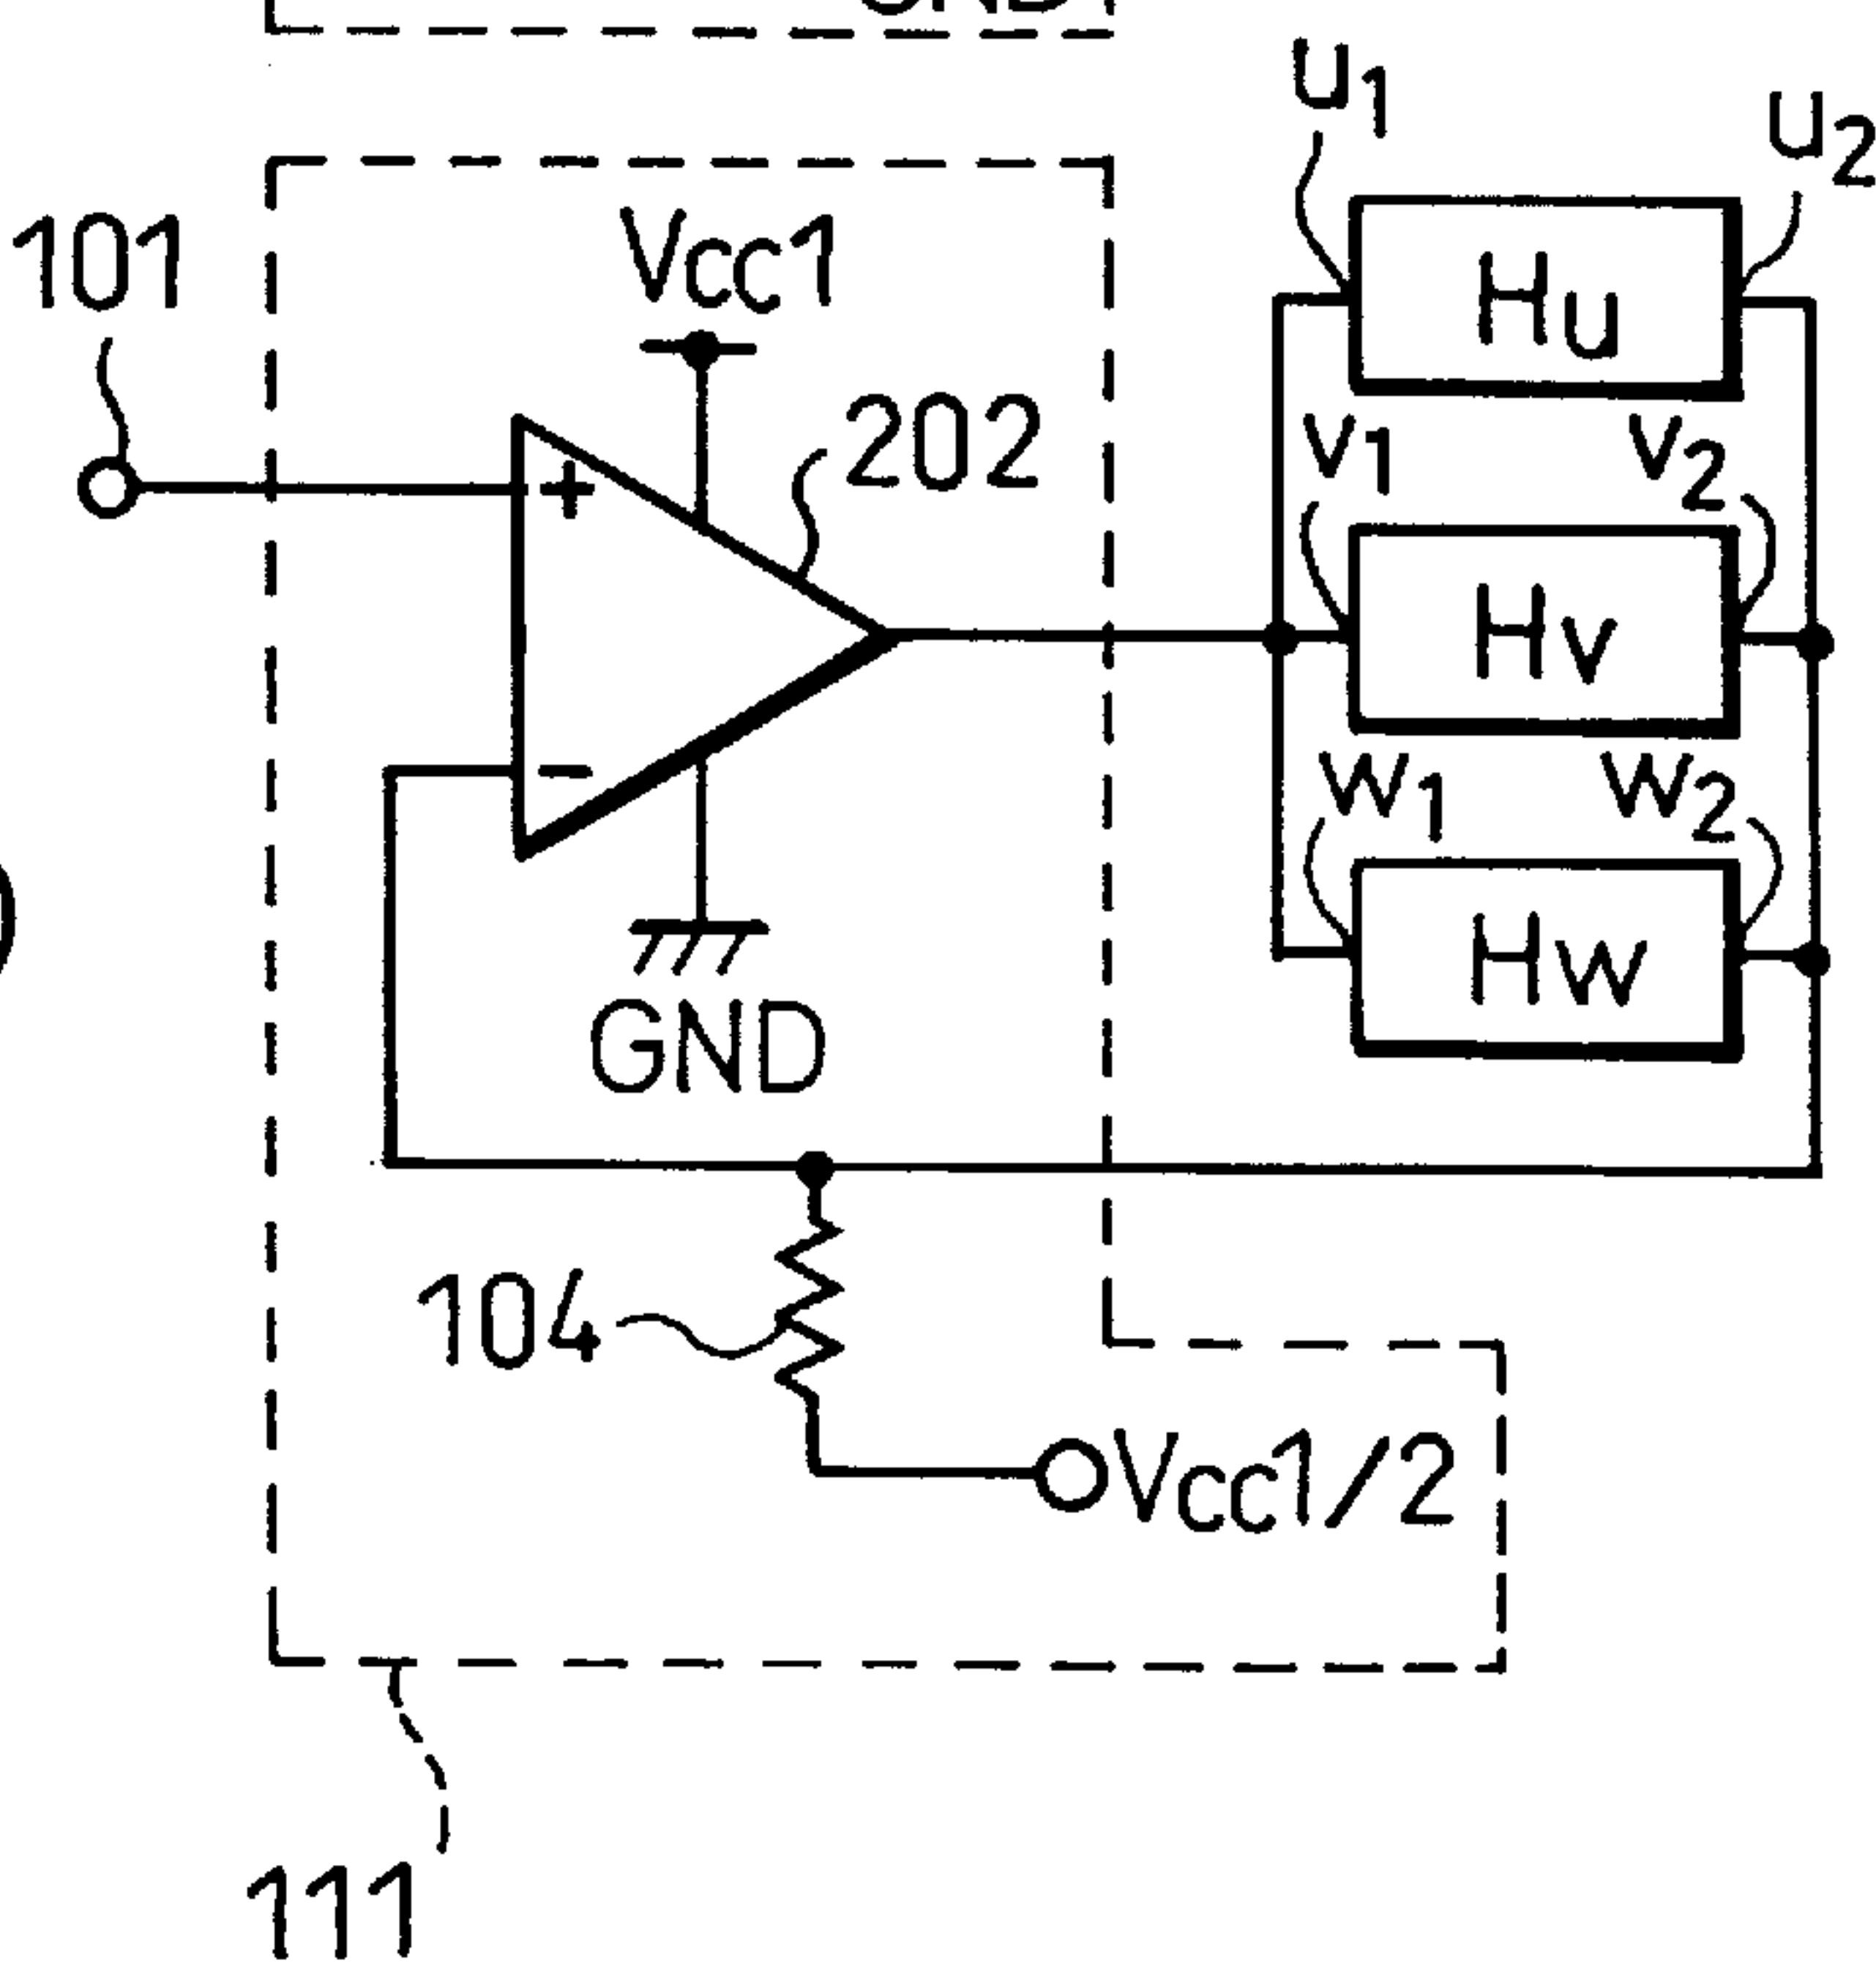 u1
u2
101
Vcc1
Hu
202
v1
v2
+
Hv
−
w1
w2
Hw
GND
104
Vcc1/2
111